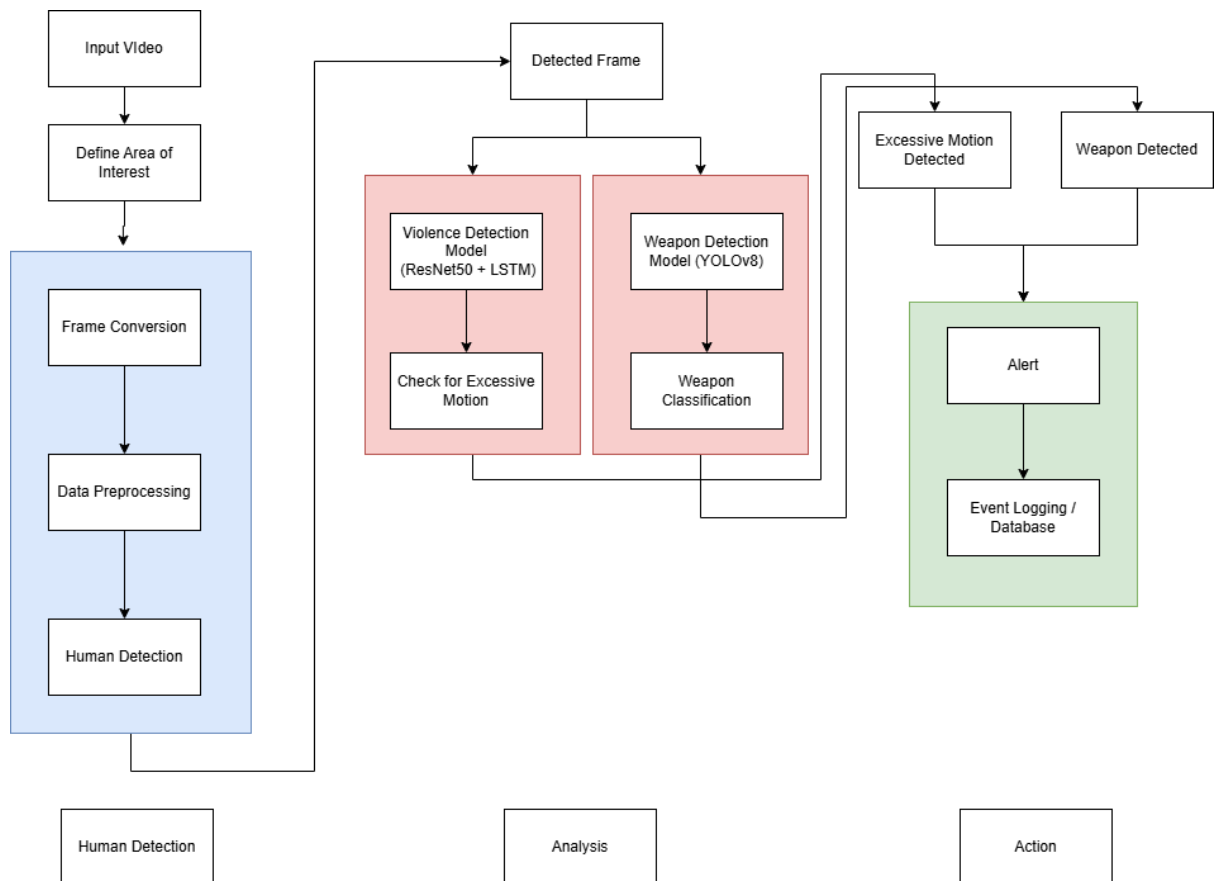 Input VIdeo
Define Area of
Interest
Frame Conversion
Data Preprocessing
Human Detection
Detected Frame
Violence Detection
Model
(ResNet50 + LSTM)
Check for Excessive
Motion
Weapon Detection
Model (YOLOv8)
Weapon
Classification
Excessive Motion
Detected
Weapon Detected
Alert
Event Logging /
Database
Human Detection
Analysis
Action